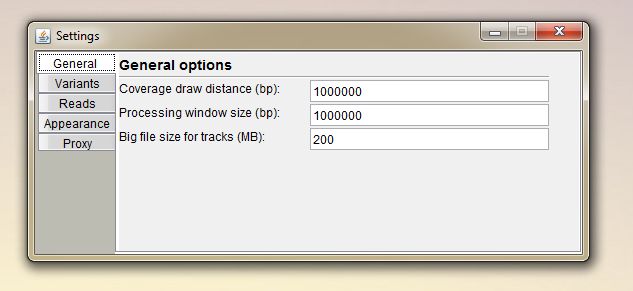 Settings
General
Variants
Reads
Appearance
Proxy
General options
Coverage draw distance (bp): 1000000
Processing window size (bp): 1000000
Big file size for tracks (MB): 200